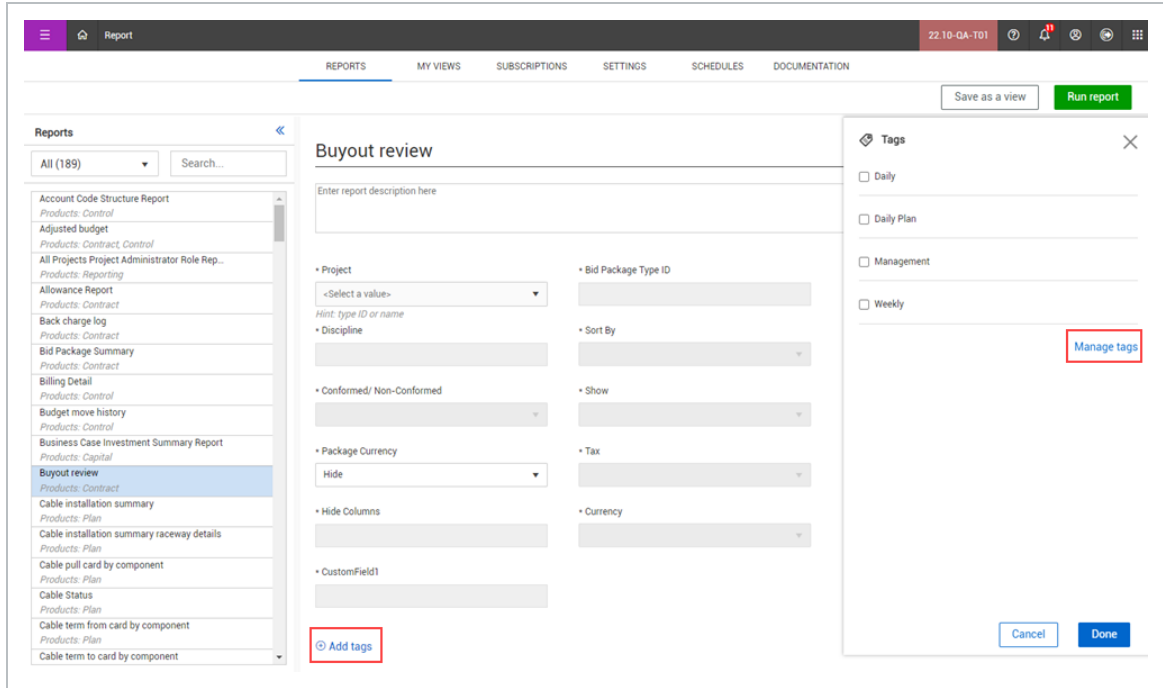 Report
22.10-QA-T01
11
REPORTS MY VIEWS SUBSCRIPTIONS SETTINGS SCHEDULES DOCUMENTATION
Save as a view
Run report
Reports
All (189)
Search...
Account Code Structure Report
Products: Control
Adjusted budget
Products: Contract, Control
All Projects Project Administrator Role Rep...
Products: Reporting
Allowance Report
Products: Contract
Back charge log
Products: Contract
Bid Package Summary
Products: Contract
Billing Detail
Products: Control
Budget move history
Products: Control
Business Case Investment Summary Report
Products: Capital
Buyout review
Products: Contract
Cable installation summary
Products: Plan
Cable installation summary raceway details
Products: Plan
Cable pull card by component
Products: Plan
Cable Status
Products: Plan
Cable term from card by component
Products: Plan
Cable term to card by component
Buyout review
Enter report description here
• Project
<Select a value>
Hint: type ID or name
• Bid Package Type ID
• Discipline
• Sort By
• Conformed/ Non-Conformed
• Show
• Package Currency
Hide
• Tax
• Hide Columns
• Currency
• CustomField1
Add tags
Tags
Daily
Daily Plan
Management
Weekly
Manage tags
Cancel
Done